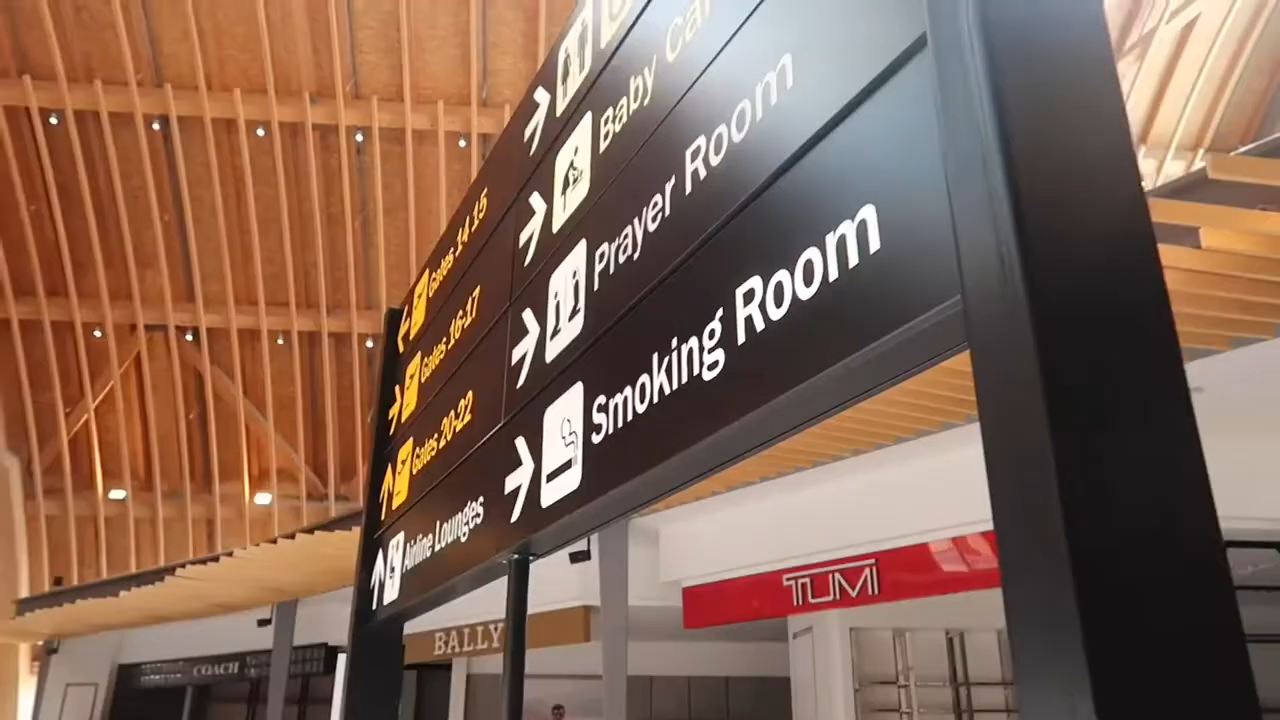 Gates 14 15
Gates 16-17
Gates 20-22
Airline Lounges
Baby
Prayer Room
Smoking Room
TUMI
BALLY
COACH